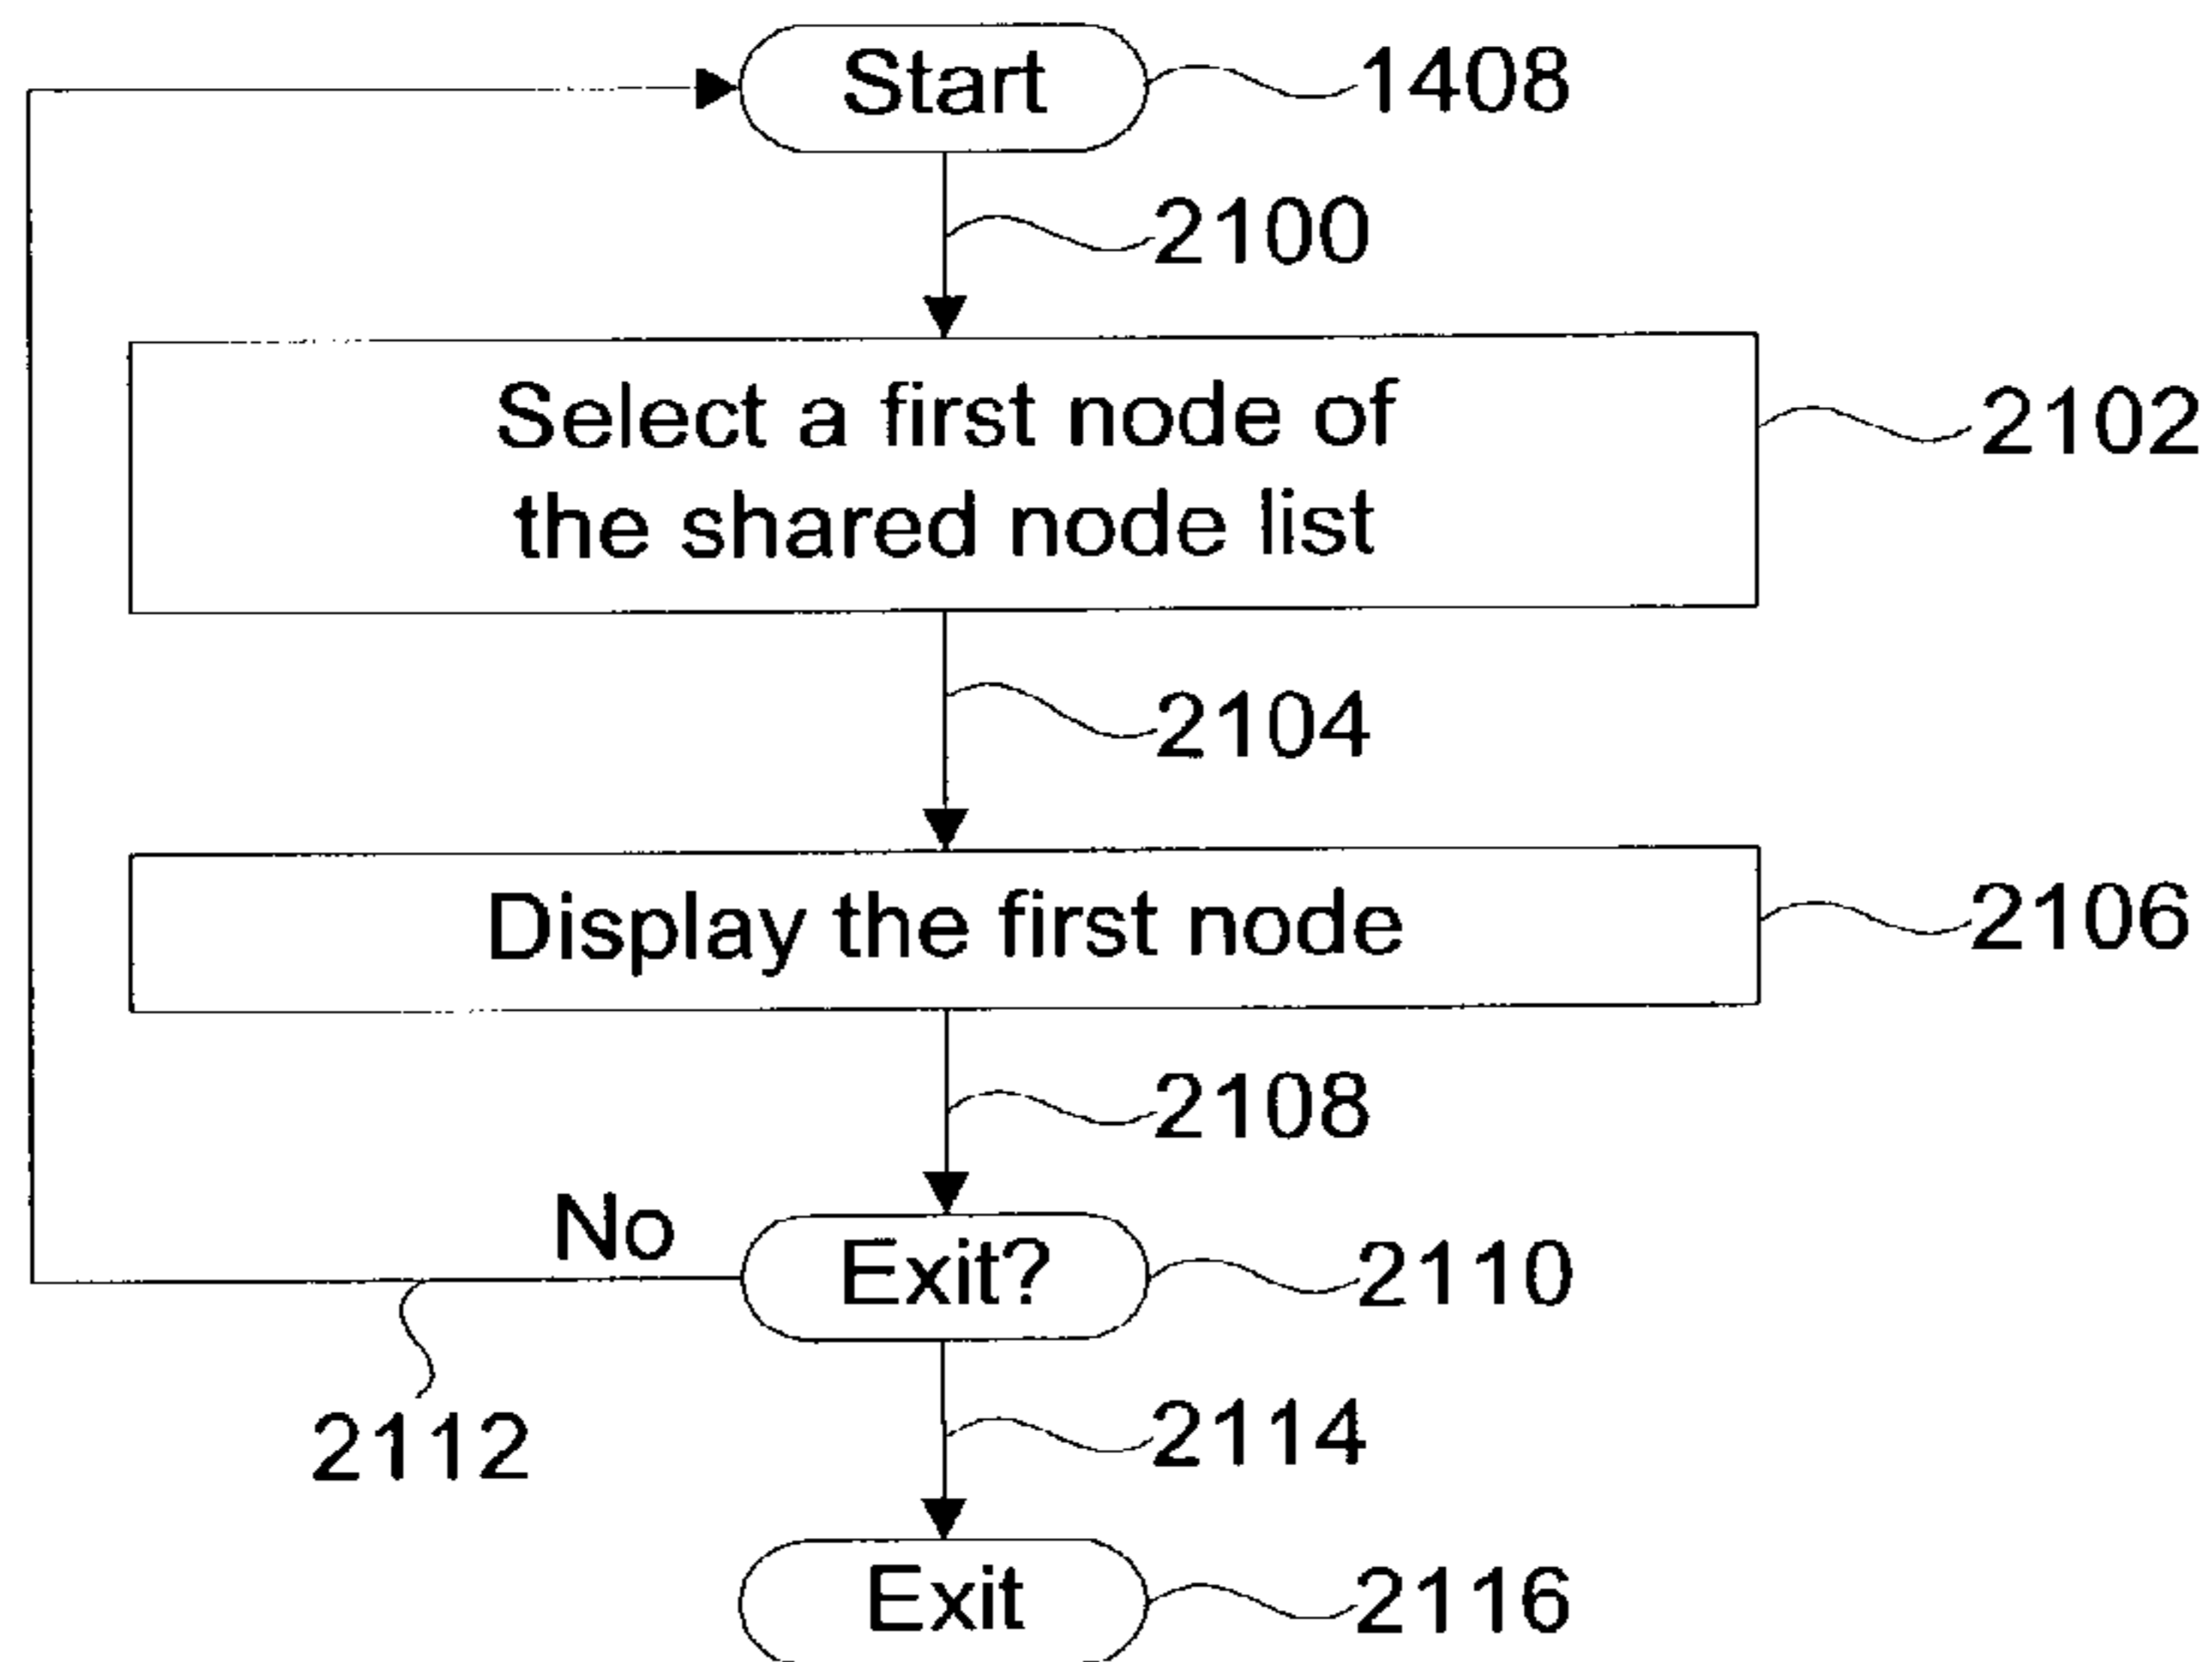 Start
1408
2100
Select a first node of
the shared node list
2102
2104
Display the first node
2106
2108
No
Exit?
2110
2112
2114
Exit
2116